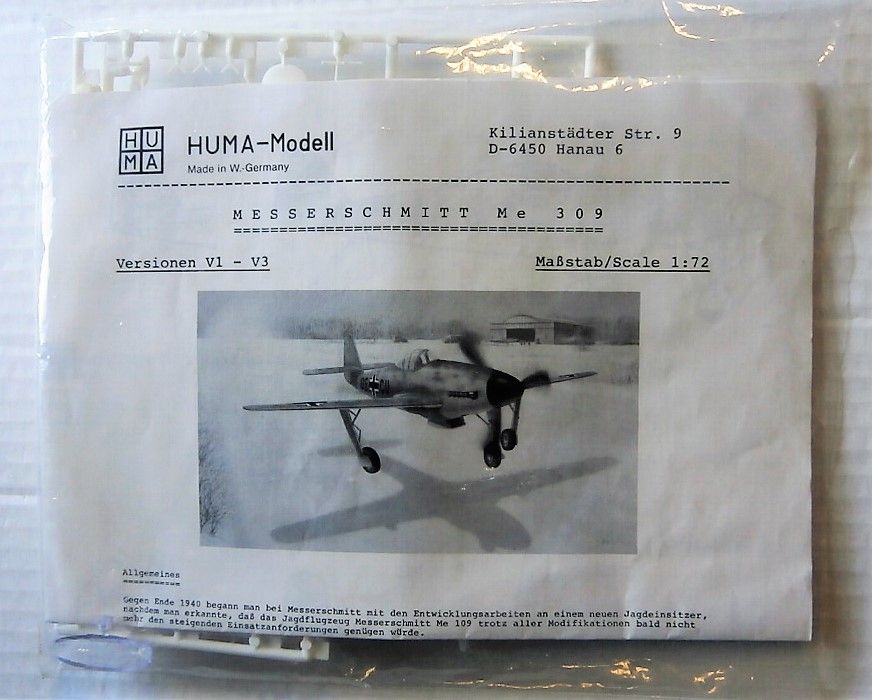 HU
MA
HUMA-Modell
Made in W.-Germany
Kilianstädter Str. 9
D-6450 Hanau 6
MESSERSCHMITT Me 309
Versionen V1 - V3
Maßstab/Scale 1:72
Allgemeines
Gegen Ende 1940 begann man bei Messerschmitt mit den Entwicklungsarbeiten an einem neuen Jagdeinsitzer,
nachdem man erkannte, daß das Jagdflugzeug Messerschmitt Me 109 trotz aller Modifikationen bald nicht
mehr den steigenden Einsatzanforderungen genügen würde.